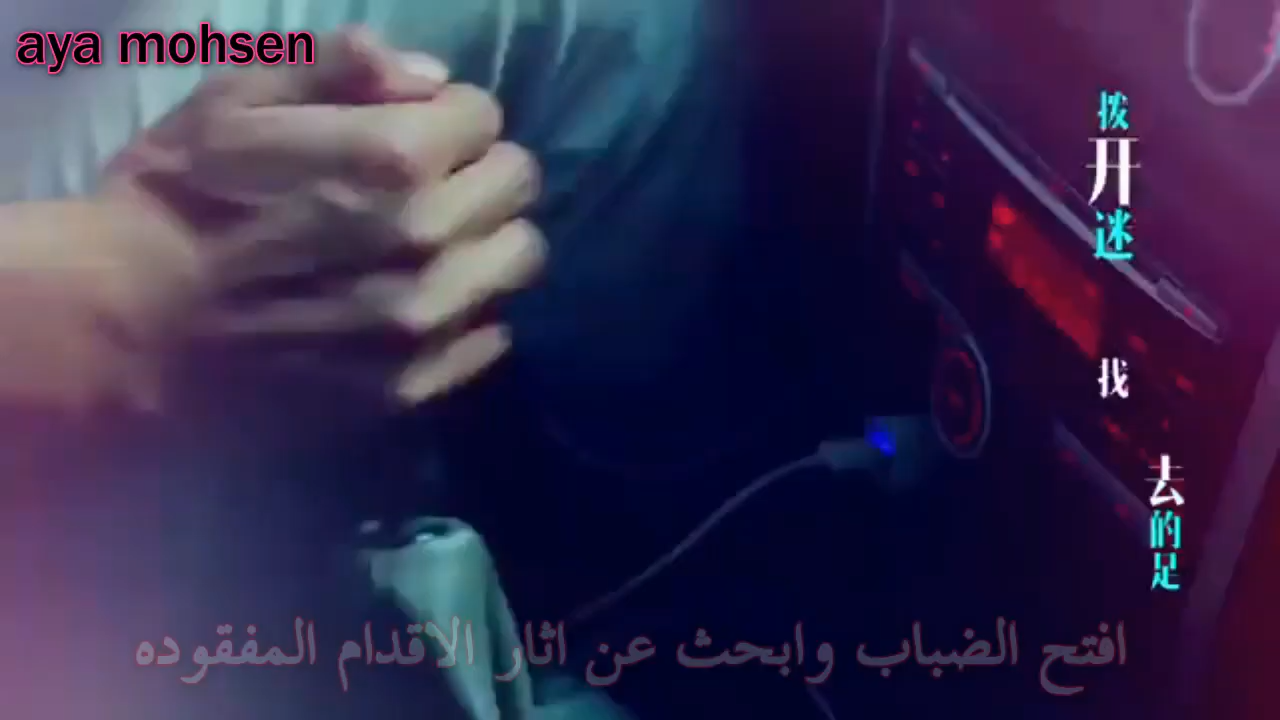 aya mohsen
拨开迷
找
去的足
افتح الضباب وابحث عن اثار الاقدام المفقوده